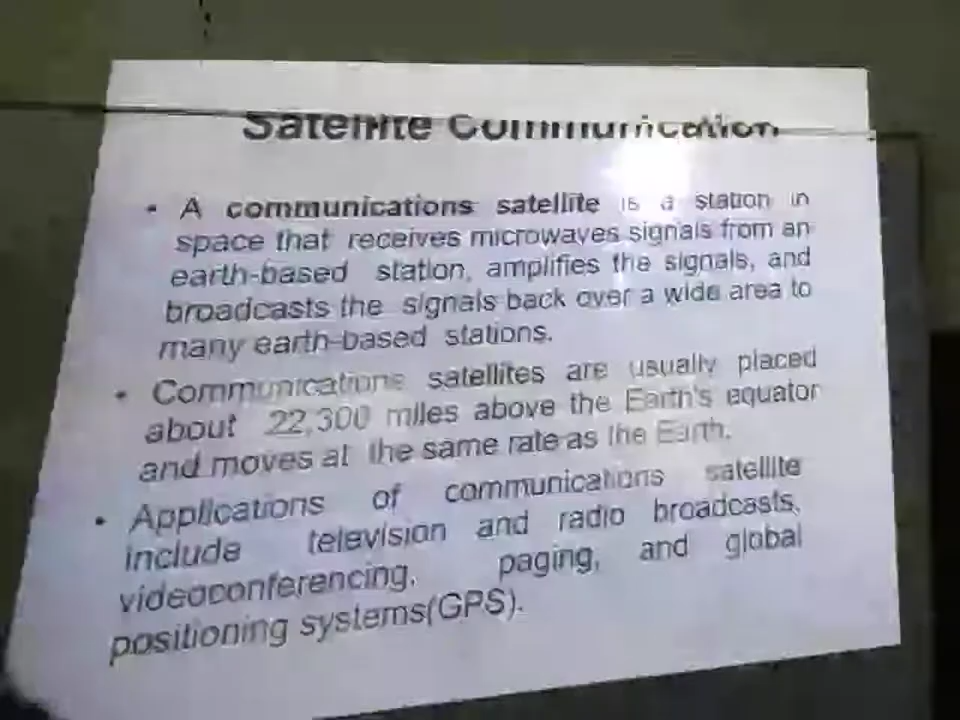 Satellite Communication
• A communications satellite is a station in
space that receives microwaves signals from an
earth-based station, amplifies the signals, and
broadcasts the signals back over a wide area to
many earth-based stations.
• Communications satellites are usually placed
about 22,300 miles above the Earth's equator
and moves at the same rate as the Earth.
• Applications of communications satellite
include television and radio broadcasts,
videoconferencing, paging, and global
positioning systems(GPS).